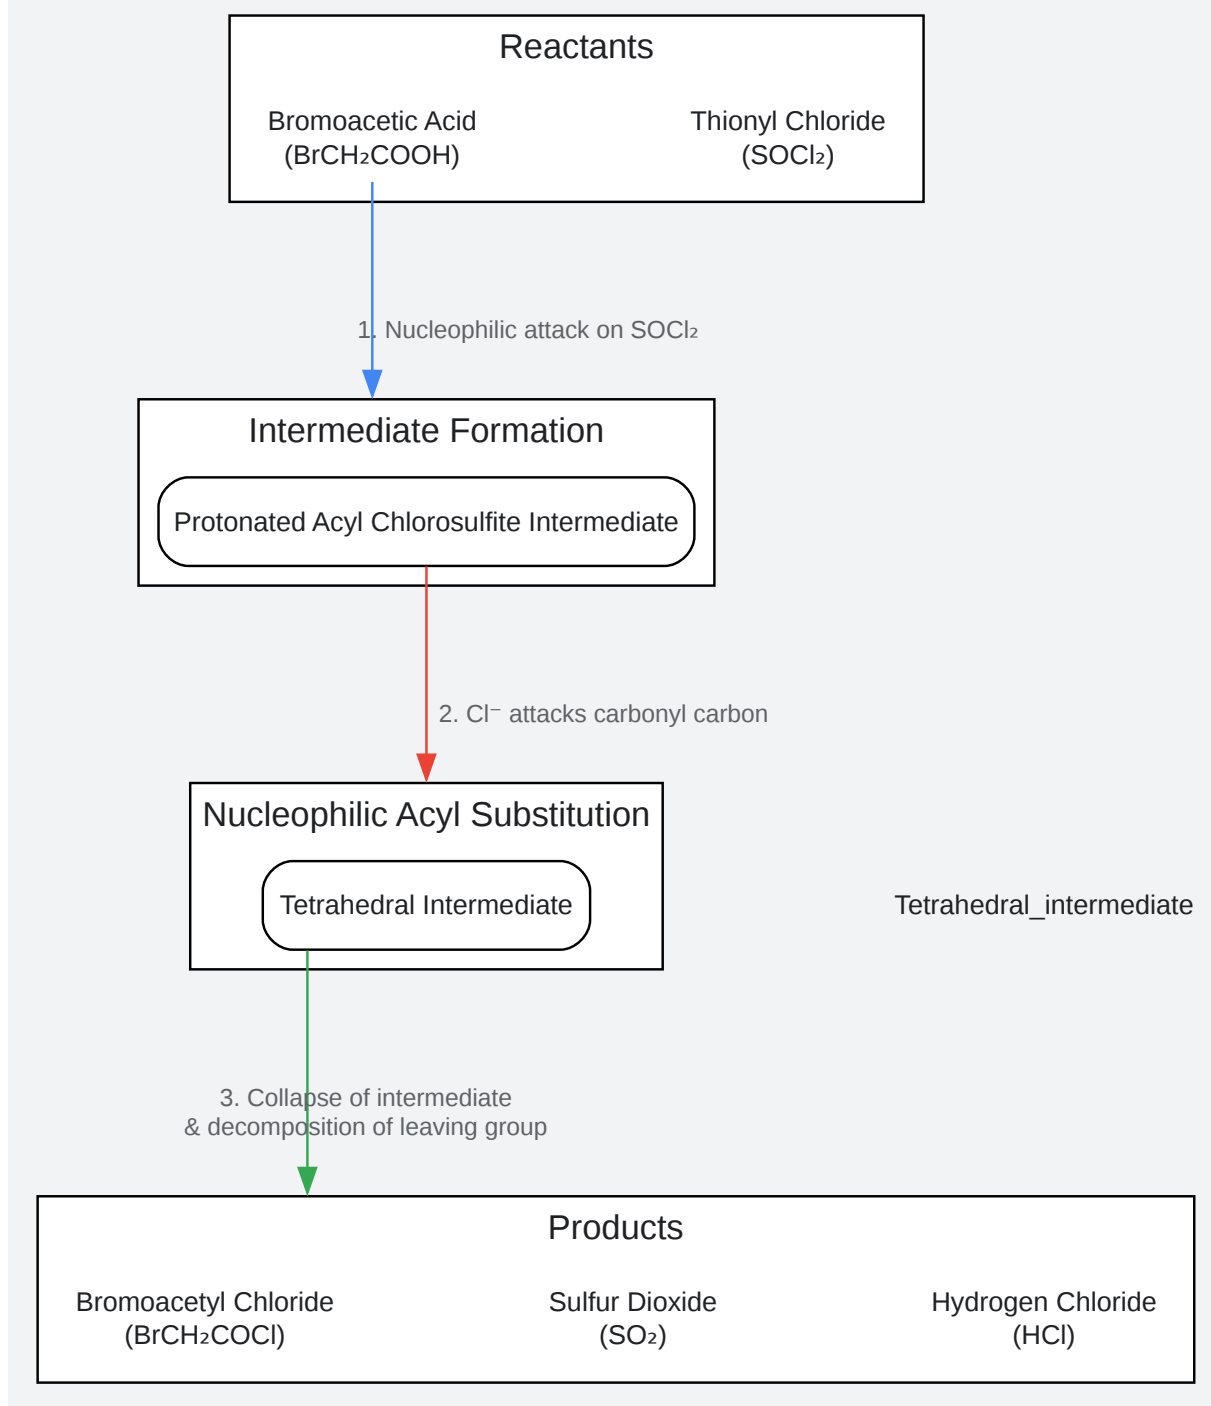 Reactants
Bromoacetic Acid
(BrCH₂COOH)
Thionyl Chloride
(SOCl₂)
1. Nucleophilic attack on SOCl₂
Intermediate Formation
Protonated Acyl Chlorosulfite Intermediate
2. Cl⁻ attacks carbonyl carbon
Nucleophilic Acyl Substitution
Tetrahedral Intermediate
Tetrahedral_intermediate
3. Collapse of intermediate
& decomposition of leaving group
Products
Bromoacetyl Chloride
(BrCH₂COCl)
Sulfur Dioxide
(SO₂)
Hydrogen Chloride
(HCl)